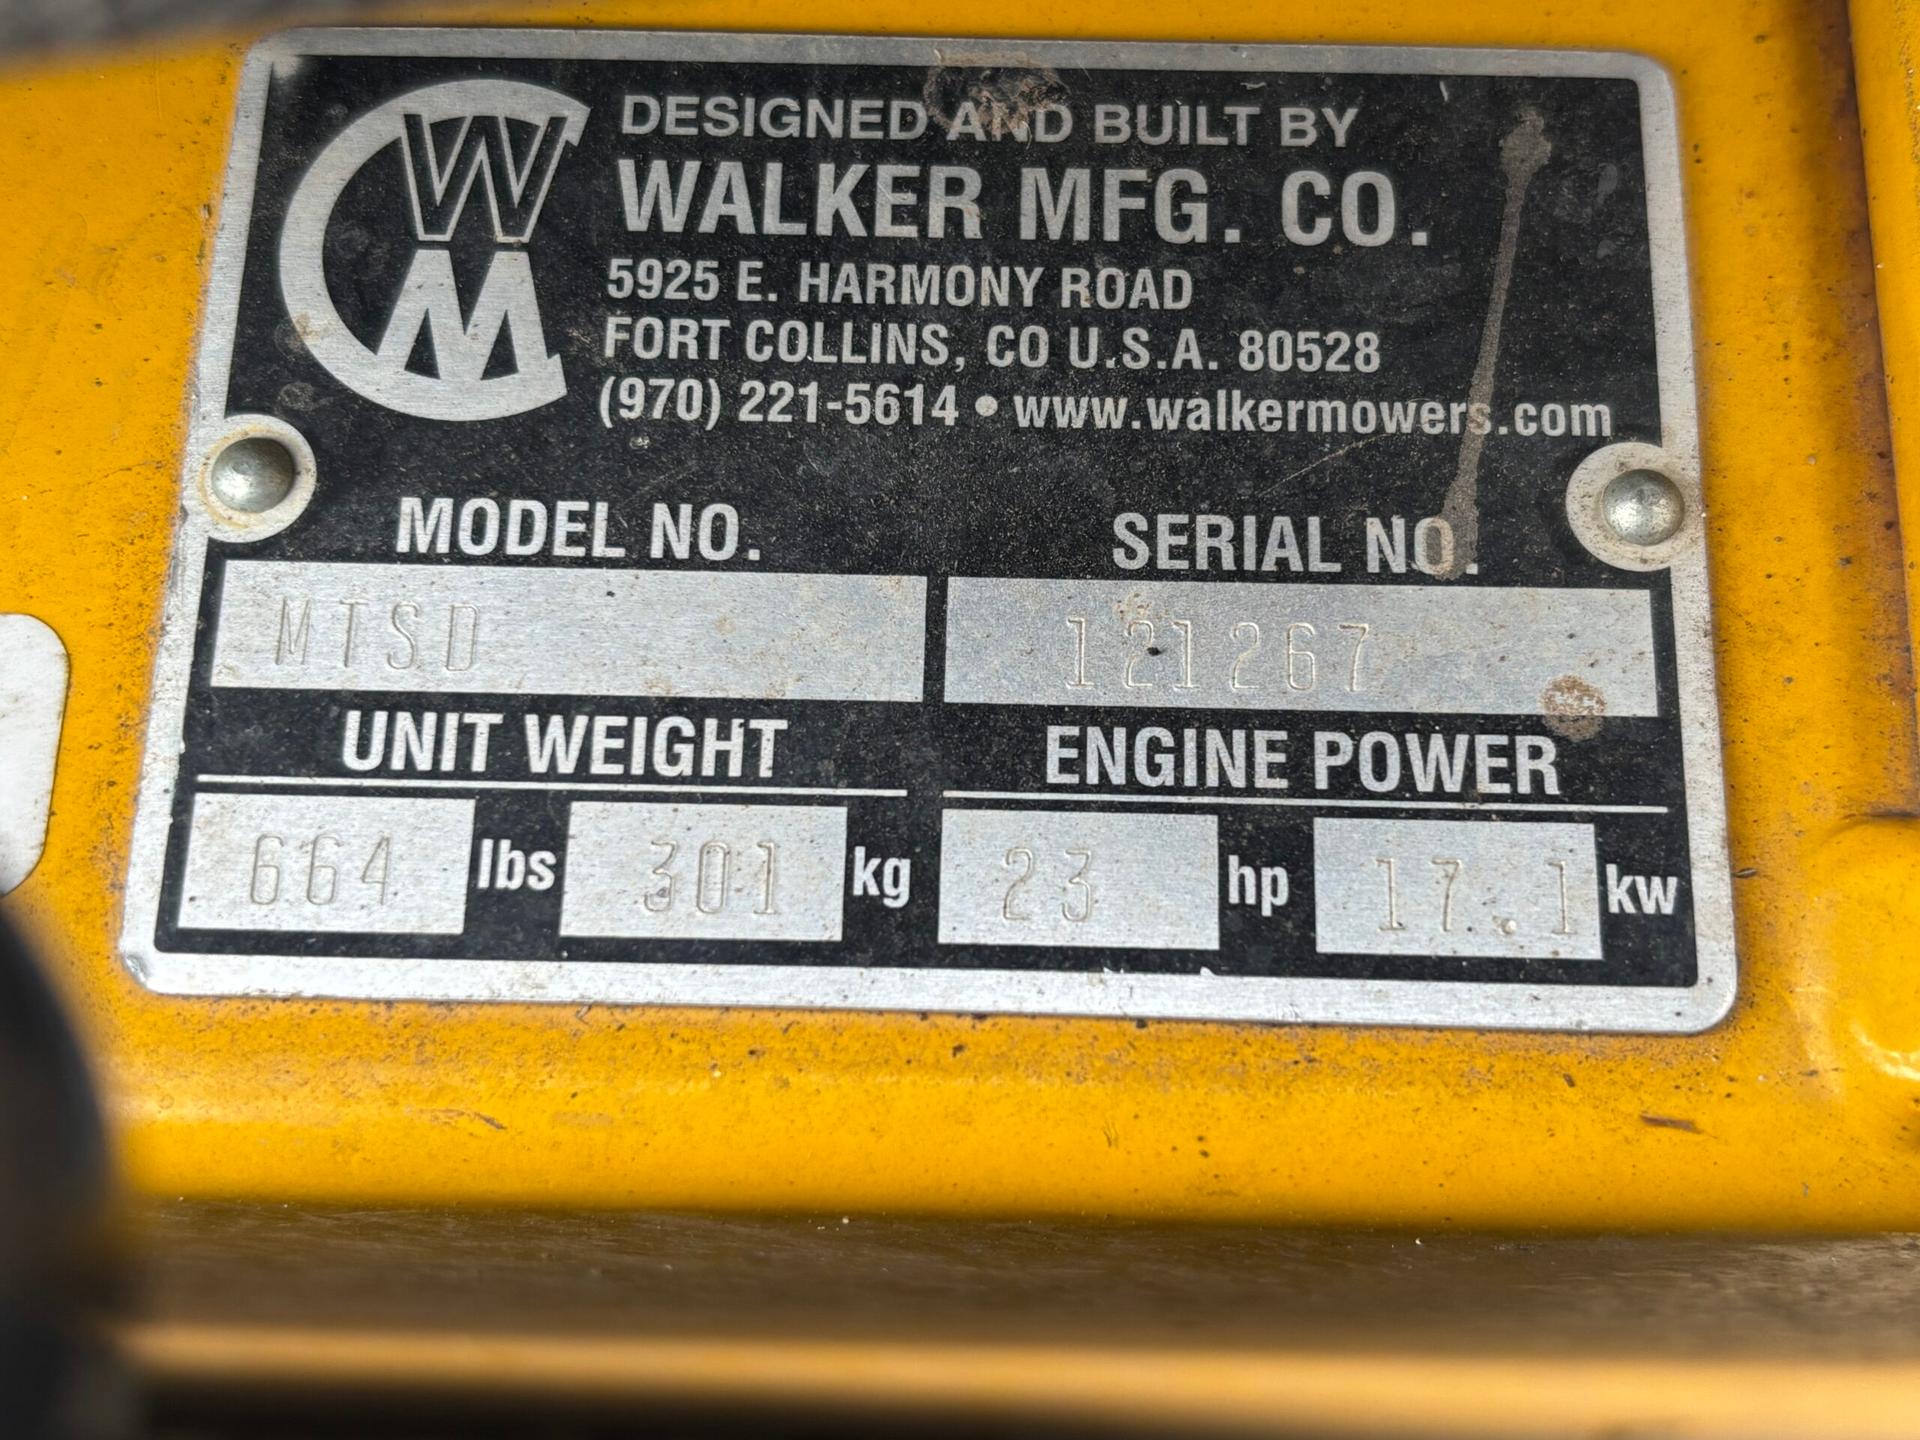 WM
DESIGNED AND BUILT BY
WALKER MFG. CO.
5925 E. HARMONY ROAD
FORT COLLINS, CO U.S.A. 80528
(970) 221-5614 • www.walkermowers.com
MODEL NO. SERIAL NO.
MTSD 121267
UNIT WEIGHT ENGINE POWER
664 lbs 301 kg 23 hp 17.1 kw